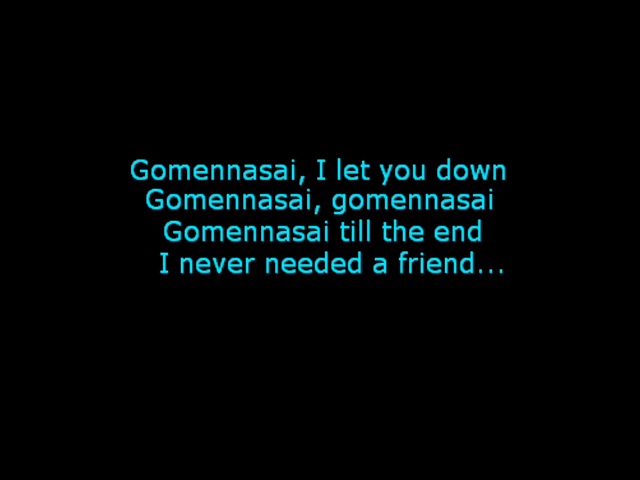 Gomennasai, I let you down
Gomennasai, gomennasai
Gomennasai till the end
I never needed a friend...